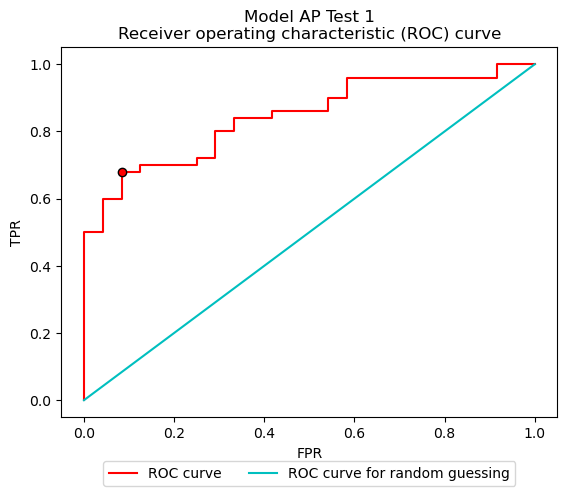 Model AP Test 1
Receiver operating characteristic (ROC) curve
TPR
1.0
0.8
0.6
0.4
0.2
0.0
0.0 0.2 0.4 0.6 0.8 1.0
FPR
ROC curve ROC curve for random guessing